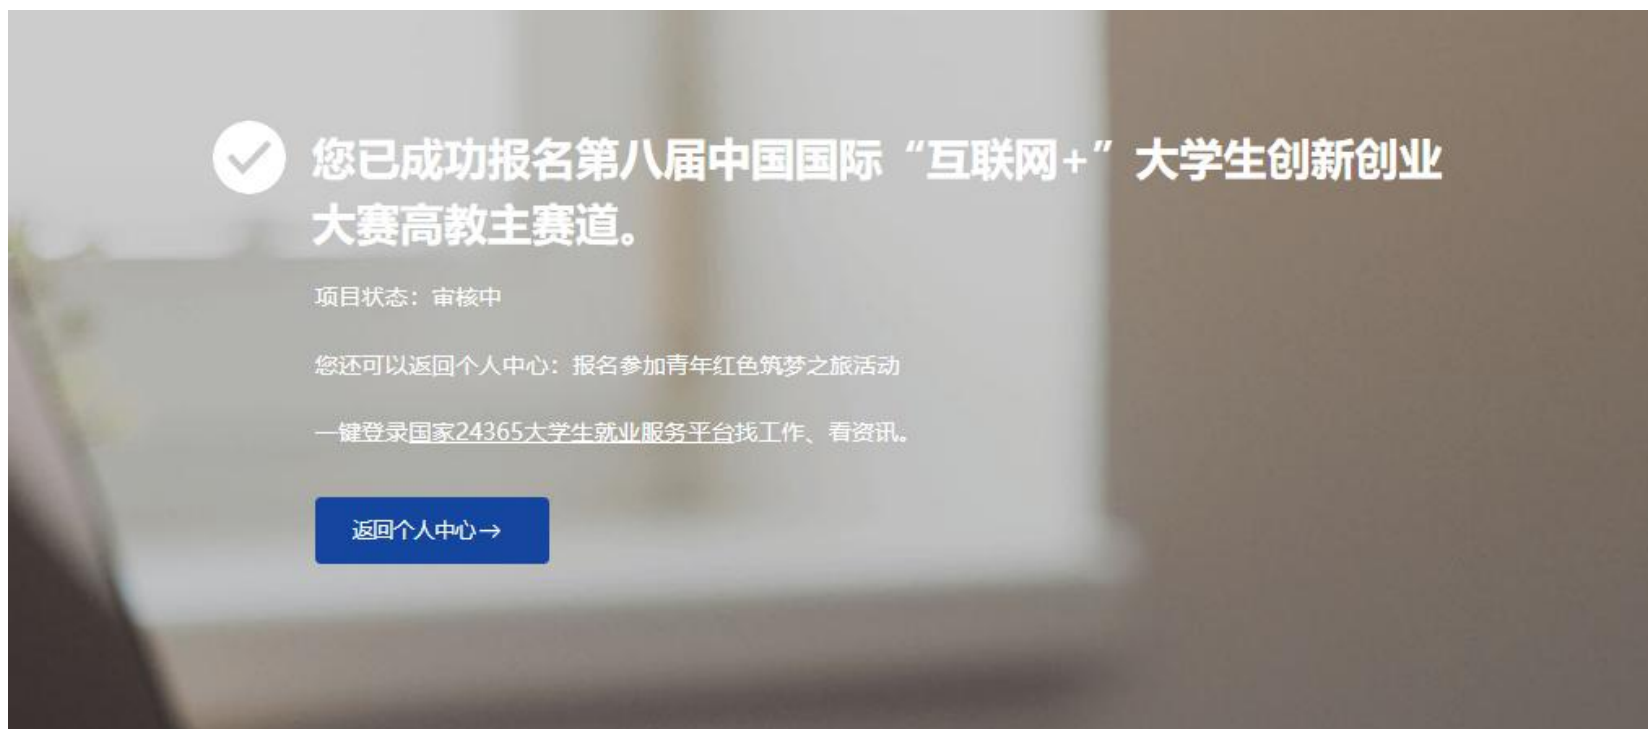 您已成功报名第八届中国国际“互联网+”大学生创新创业
大赛高教主赛道。
项目状态：审核中
您还可以返回个人中心：报名参加青年红色筑梦之旅活动
一键登录国家24365大学生就业服务平台找工作、看资讯。
返回个人中心→